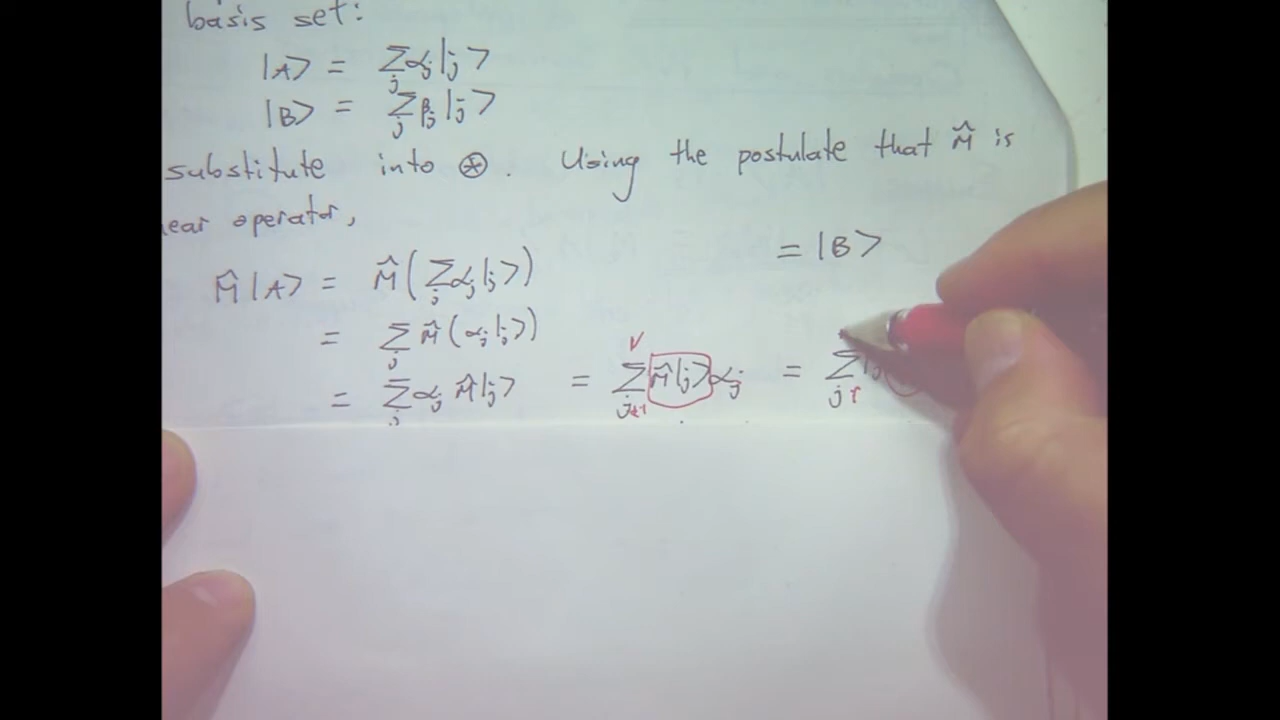 basis set:
|A⟩ = Σ_j α_j |j⟩
|B⟩ = Σ_j β_j |j⟩
substitute into ⊛. Using the postulate that M̂ is
ear operator,
= |B⟩
M̂|A⟩ = M̂(Σ_j α_j |j⟩)
= Σ_j M̂(α_j |j⟩)
= Σ_j α_j M̂|j⟩ = Σ_j M̂|j⟩ α_j = Σ_j |j